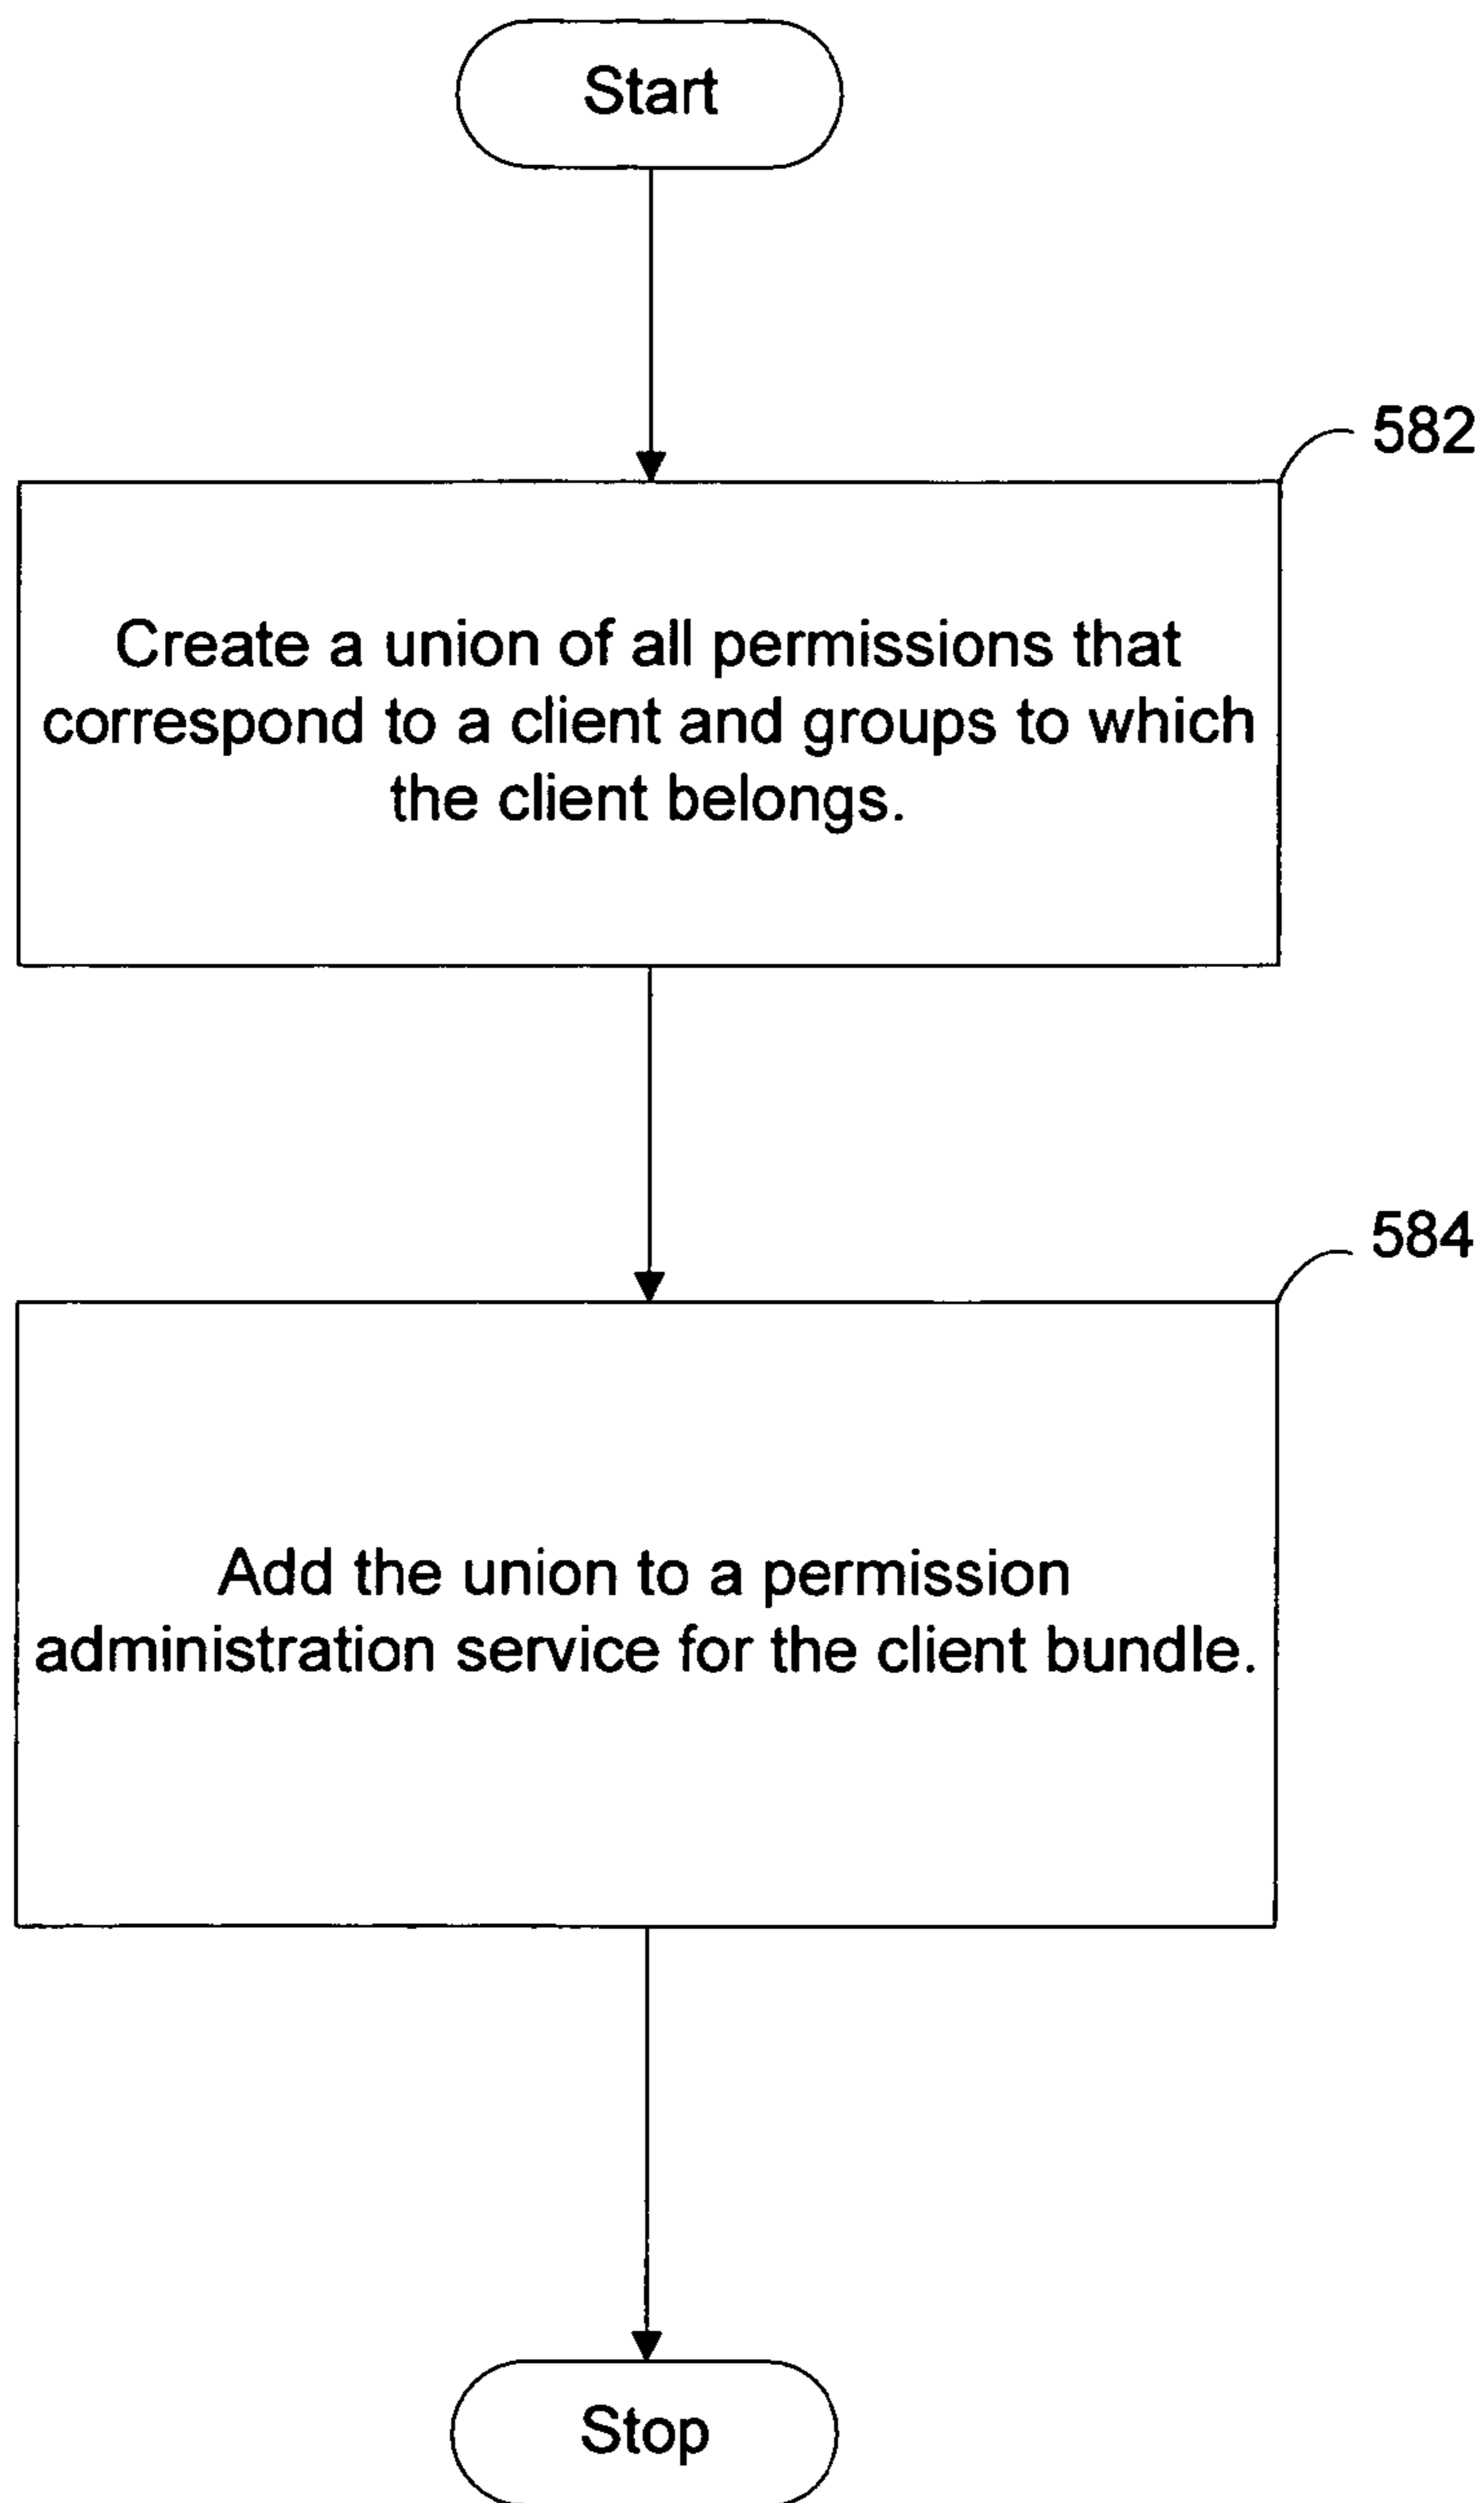 Start
582
Create a union of all permissions that
correspond to a client and groups to which
the client belongs.
584
Add the union to a permission
administration service for the client bundle.
Stop